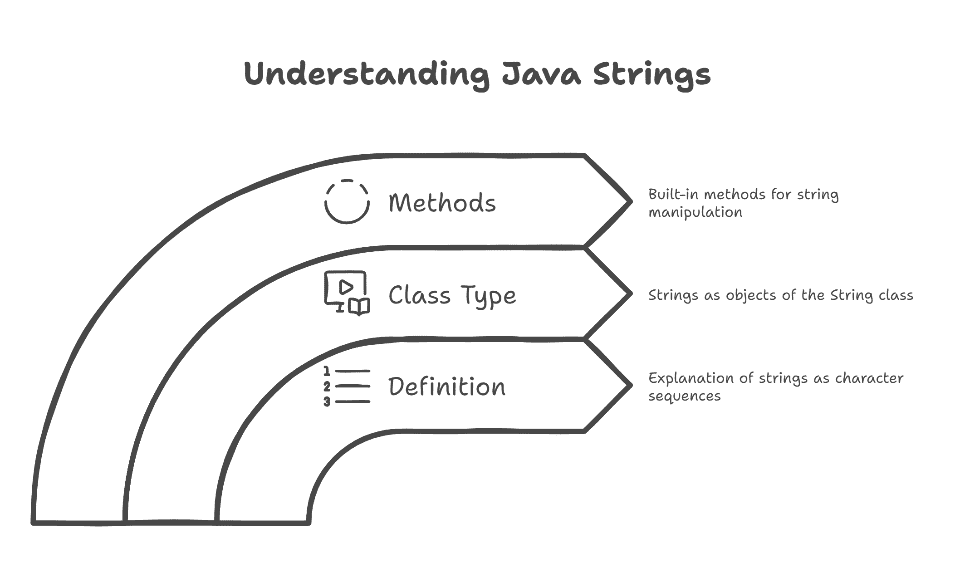 Understanding Java Strings
Methods
Built-in methods for string
manipulation
Class Type
Strings as objects of the String class
1
2
3
Definition
Explanation of strings as character
sequences